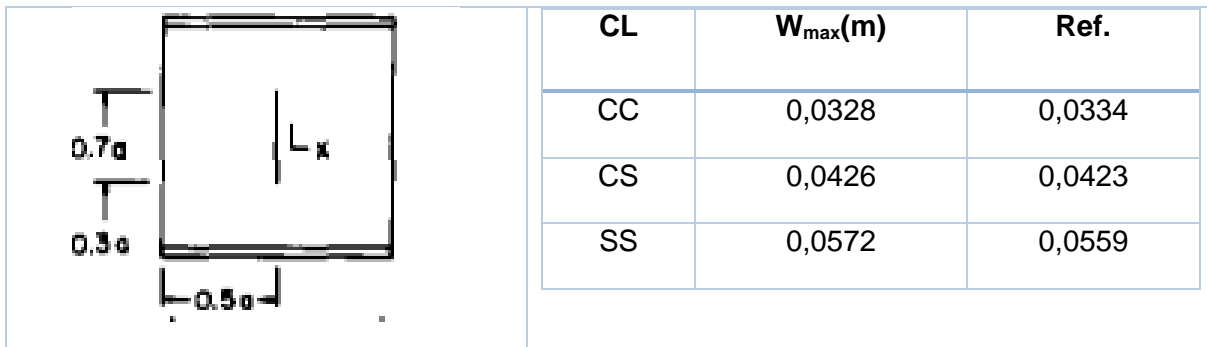 0.7a
0.3a
0.5a
x
CL Wmax(m) Ref.
CC 0,0328 0,0334
CS 0,0426 0,0423
SS 0,0572 0,0559